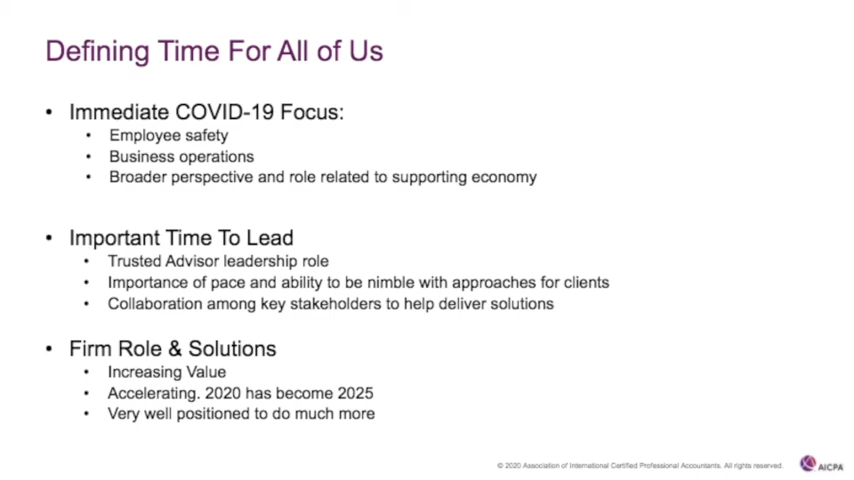 Defining Time For All of Us
• Immediate COVID-19 Focus:
• Employee safety
• Business operations
• Broader perspective and role related to supporting economy
• Important Time To Lead
• Trusted Advisor leadership role
• Importance of pace and ability to be nimble with approaches for clients
• Collaboration among key stakeholders to help deliver solutions
• Firm Role & Solutions
• Increasing Value
• Accelerating. 2020 has become 2025
• Very well positioned to do much more
© 2020 Association of International Certified Professional Accountants. All rights reserved.
AICPA